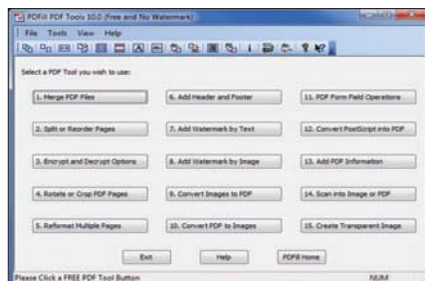 PDFill PDF Tools 10.0 (Free and No Watermark)
File Tools View Help
Select a PDF Tool you wish to use:
1. Merge PDF Files 6. Add Header and Footer 11. PDF Form Field Operations
2. Split or Reorder Pages 7. Add Watermark by Text 12. Convert PostScript into PDF
3. Encrypt and Decrypt Options 8. Add Watermark by Image 13. Add PDF Information
4. Rotate or Crop PDF Pages 9. Convert Images to PDF 14. Scan into Image or PDF
5. Reformat Multiple Pages 10. Convert PDF to Images 15. Create Transparent Image
Exit Help PDFill Home
Please Click a FREE PDF Tool Button NUM